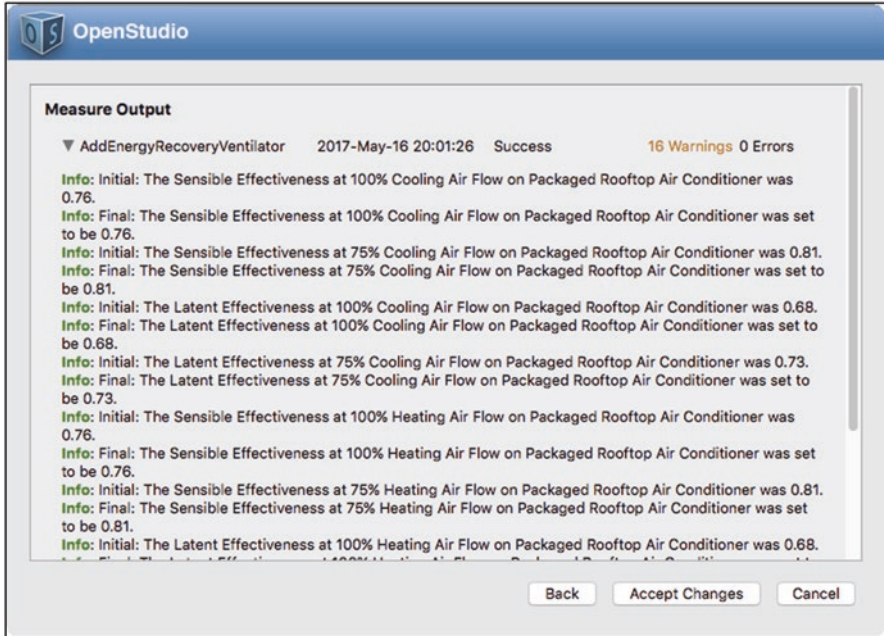 OS OpenStudio
Measure Output
▼ AddEnergyRecoveryVentilator 2017-May-16 20:01:26 Success 16 Warnings 0 Errors
Info: Initial: The Sensible Effectiveness at 100% Cooling Air Flow on Packaged Rooftop Air Conditioner was
0.76.
Info: Final: The Sensible Effectiveness at 100% Cooling Air Flow on Packaged Rooftop Air Conditioner was set
to be 0.76.
Info: Initial: The Sensible Effectiveness at 75% Cooling Air Flow on Packaged Rooftop Air Conditioner was 0.81.
Info: Final: The Sensible Effectiveness at 75% Cooling Air Flow on Packaged Rooftop Air Conditioner was set to
be 0.81.
Info: Initial: The Latent Effectiveness at 100% Cooling Air Flow on Packaged Rooftop Air Conditioner was 0.68.
Info: Final: The Latent Effectiveness at 100% Cooling Air Flow on Packaged Rooftop Air Conditioner was set to
be 0.68.
Info: Initial: The Latent Effectiveness at 75% Cooling Air Flow on Packaged Rooftop Air Conditioner was 0.73.
Info: Final: The Latent Effectiveness at 75% Cooling Air Flow on Packaged Rooftop Air Conditioner was set to
be 0.73.
Info: Initial: The Sensible Effectiveness at 100% Heating Air Flow on Packaged Rooftop Air Conditioner was
0.76.
Info: Final: The Sensible Effectiveness at 100% Heating Air Flow on Packaged Rooftop Air Conditioner was set
to be 0.76.
Info: Initial: The Sensible Effectiveness at 75% Heating Air Flow on Packaged Rooftop Air Conditioner was 0.81.
Info: Final: The Sensible Effectiveness at 75% Heating Air Flow on Packaged Rooftop Air Conditioner was set
to be 0.81.
Info: Initial: The Latent Effectiveness at 100% Heating Air Flow on Packaged Rooftop Air Conditioner was 0.68.
Back Accept Changes Cancel